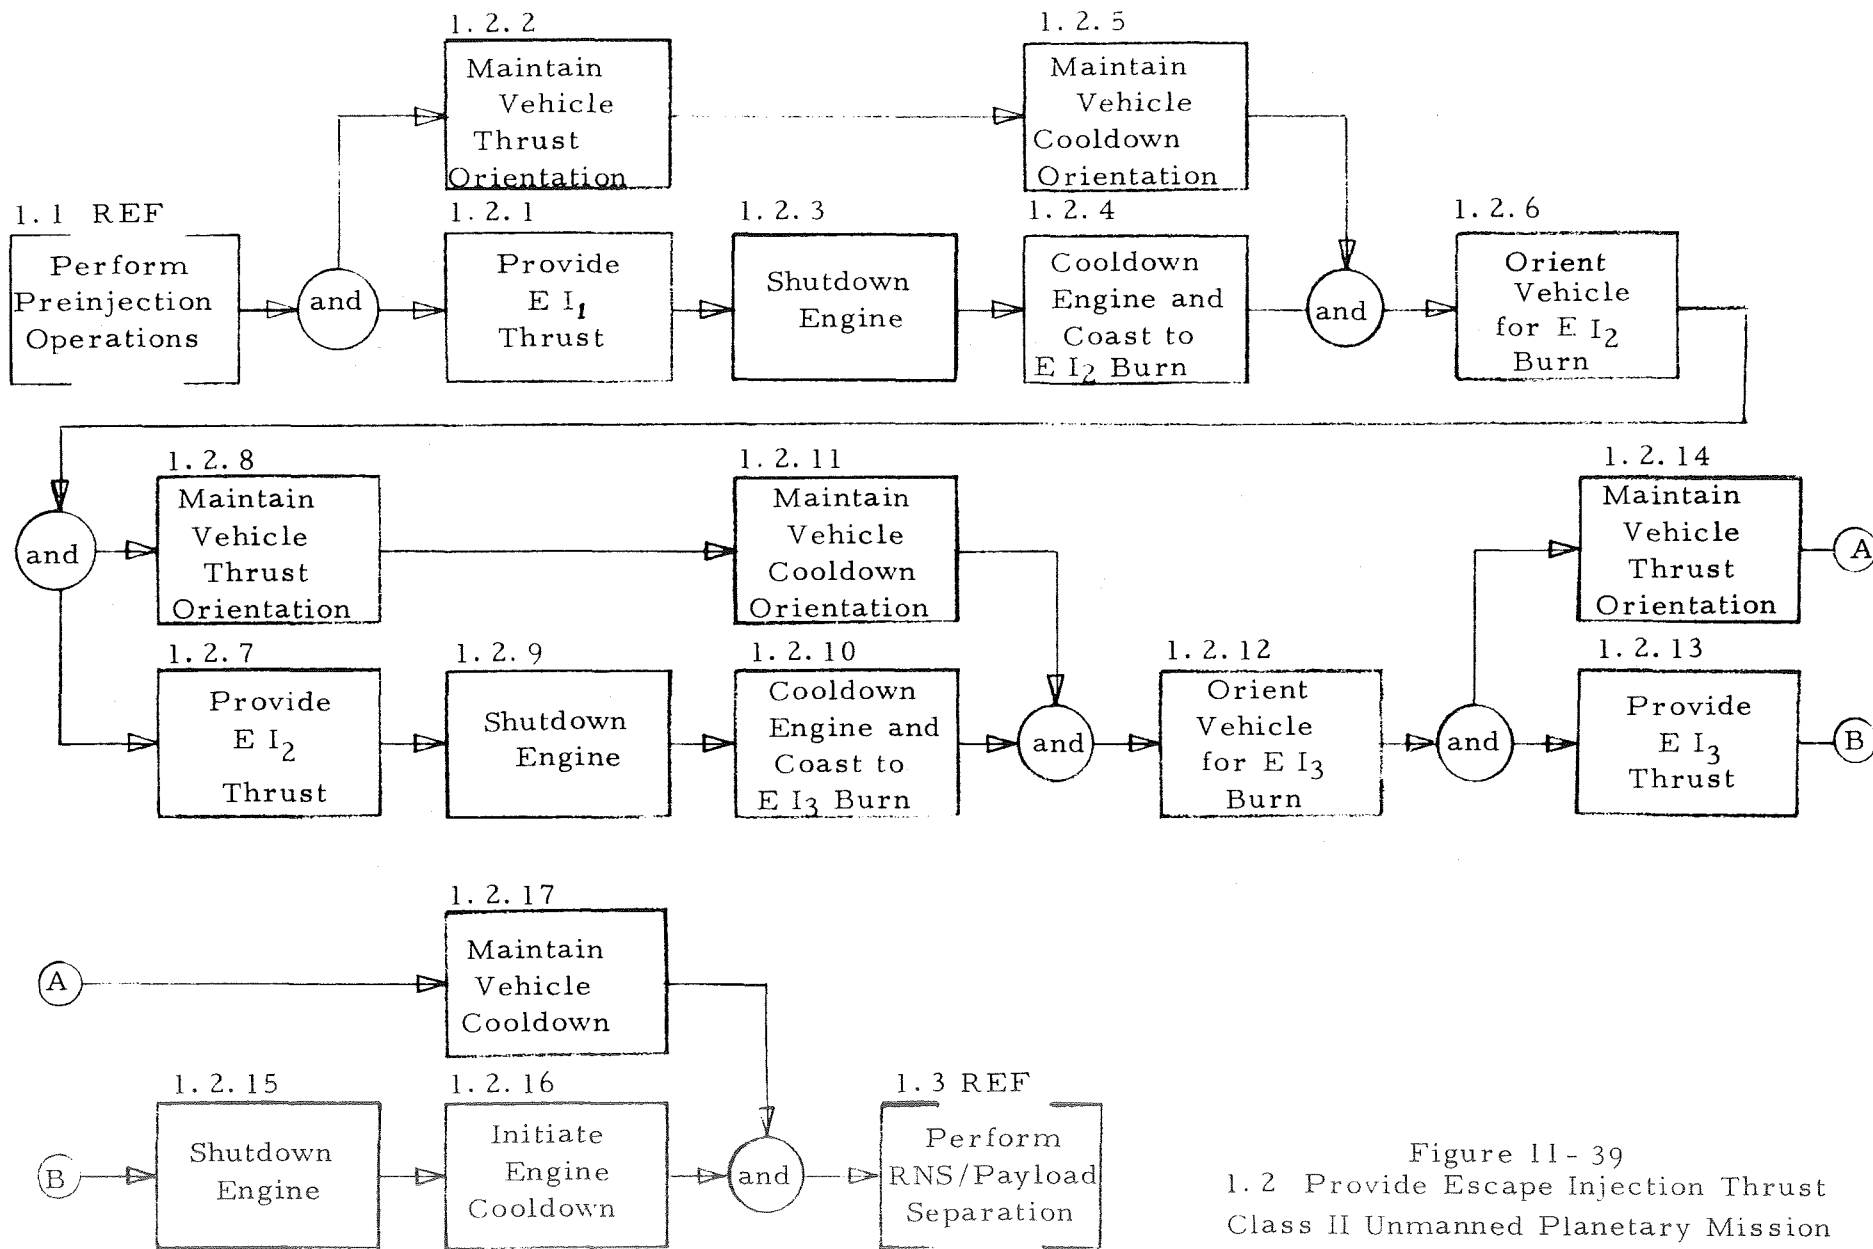 1.2.2
Maintain
Vehicle
Thrust
Orientation
1.2.5
Maintain
Vehicle
Cooldown
Orientation
1.1 REF
Perform
Preinjection
Operations
and
1.2.1
Provide
E I1
Thrust
1.2.3
Shutdown
Engine
1.2.4
Cooldown
Engine and
Coast to
E I2 Burn
and
1.2.6
Orient
Vehicle
for E I2
Burn
and
1.2.8
Maintain
Vehicle
Thrust
Orientation
1.2.11
Maintain
Vehicle
Cooldown
Orientation
1.2.14
Maintain
Vehicle
Thrust
Orientation
A
1.2.7
Provide
E I2
Thrust
1.2.9
Shutdown
Engine
1.2.10
Cooldown
Engine and
Coast to
E I3 Burn
and
1.2.12
Orient
Vehicle
for E I3
Burn
and
1.2.13
Provide
E I3
Thrust
B
A
1.2.17
Maintain
Vehicle
Cooldown
B
1.2.15
Shutdown
Engine
1.2.16
Initiate
Engine
Cooldown
and
1.3 REF
Perform
RNS/Payload
Separation
Figure 11-39
1.2 Provide Escape Injection Thrust
Class II Unmanned Planetary Mission